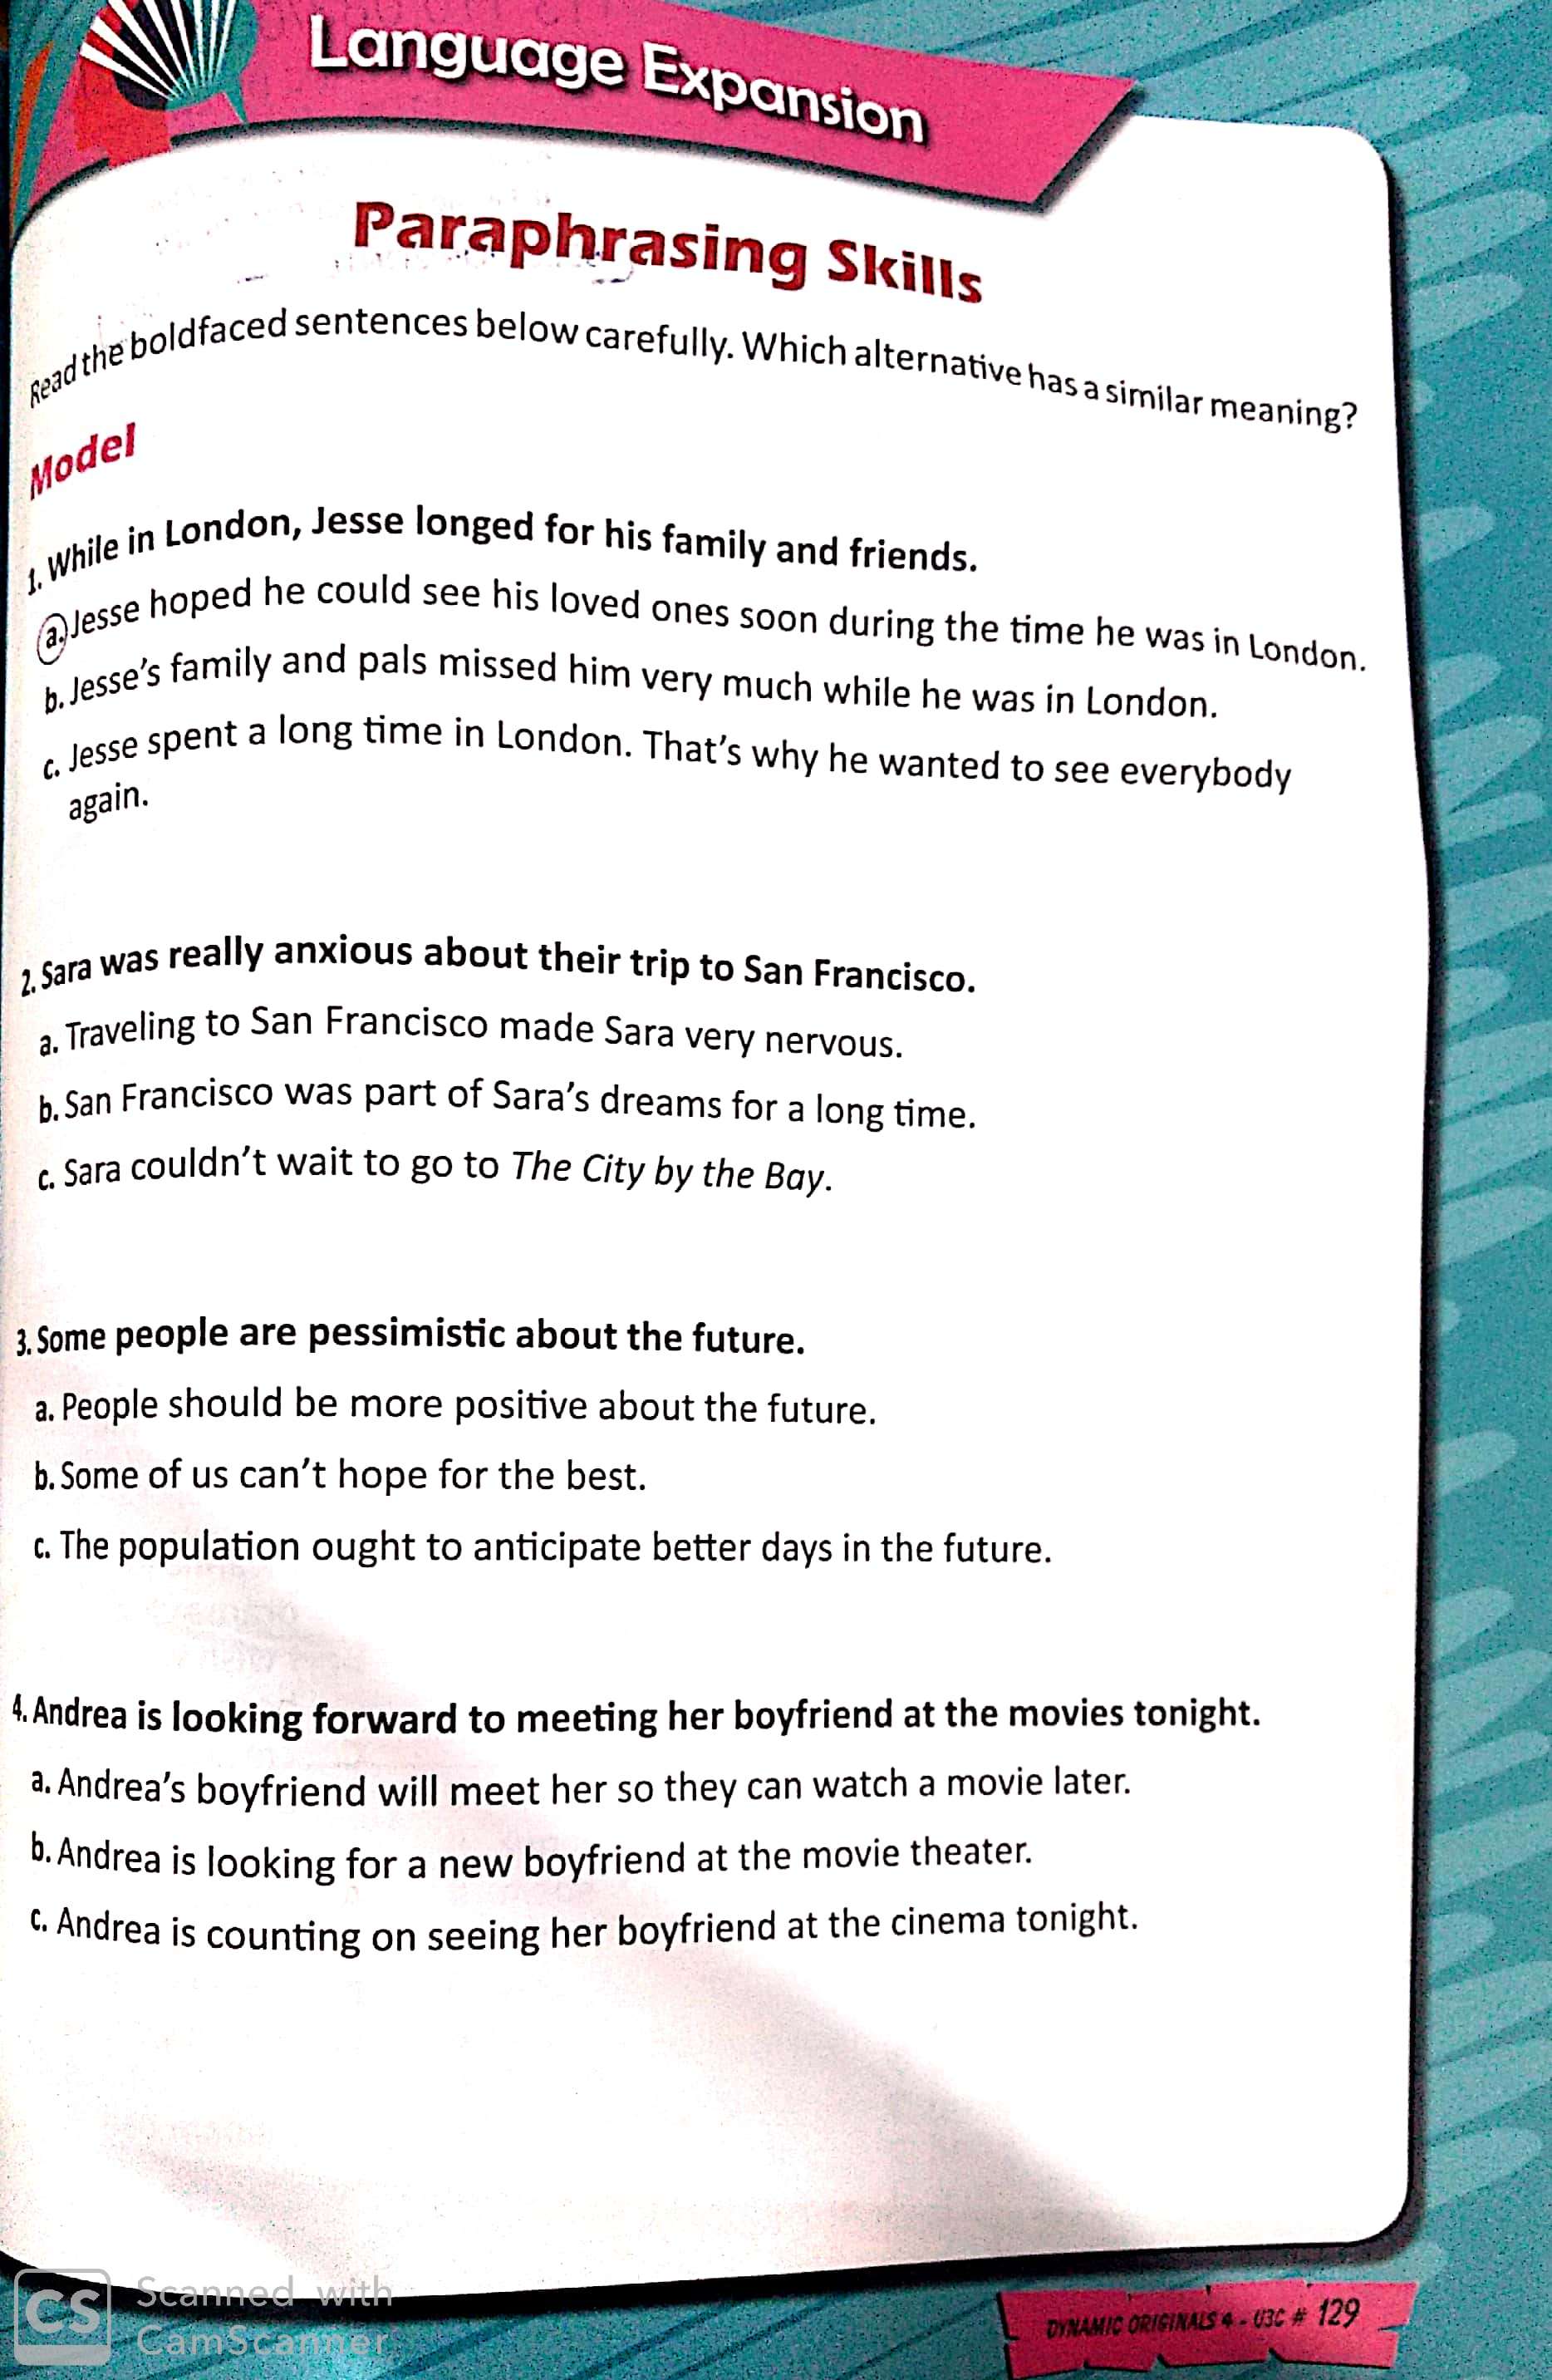 Language Expansion
Paraphrasing Skills
Read the boldfaced sentences below carefully. Which alternative has a similar meaning?
Model
1. While in London, Jesse longed for his family and friends.
a. Jesse hoped he could see his loved ones soon during the time he was in London.
b. Jesse's family and pals missed him very much while he was in London.
c. Jesse spent a long time in London. That's why he wanted to see everybody
again.
2. Sara was really anxious about their trip to San Francisco.
a. Traveling to San Francisco made Sara very nervous.
b. San Francisco was part of Sara's dreams for a long time.
c. Sara couldn't wait to go to The City by the Bay.
3. Some people are pessimistic about the future.
a. People should be more positive about the future.
b. Some of us can't hope for the best.
c. The population ought to anticipate better days in the future.
4. Andrea is looking forward to meeting her boyfriend at the movies tonight.
a. Andrea's boyfriend will meet her so they can watch a movie later.
b. Andrea is looking for a new boyfriend at the movie theater.
c. Andrea is counting on seeing her boyfriend at the cinema tonight.
DYNAMIC ORIGINALS 4 - U3C # 129
CS Scanned with
CamScanner